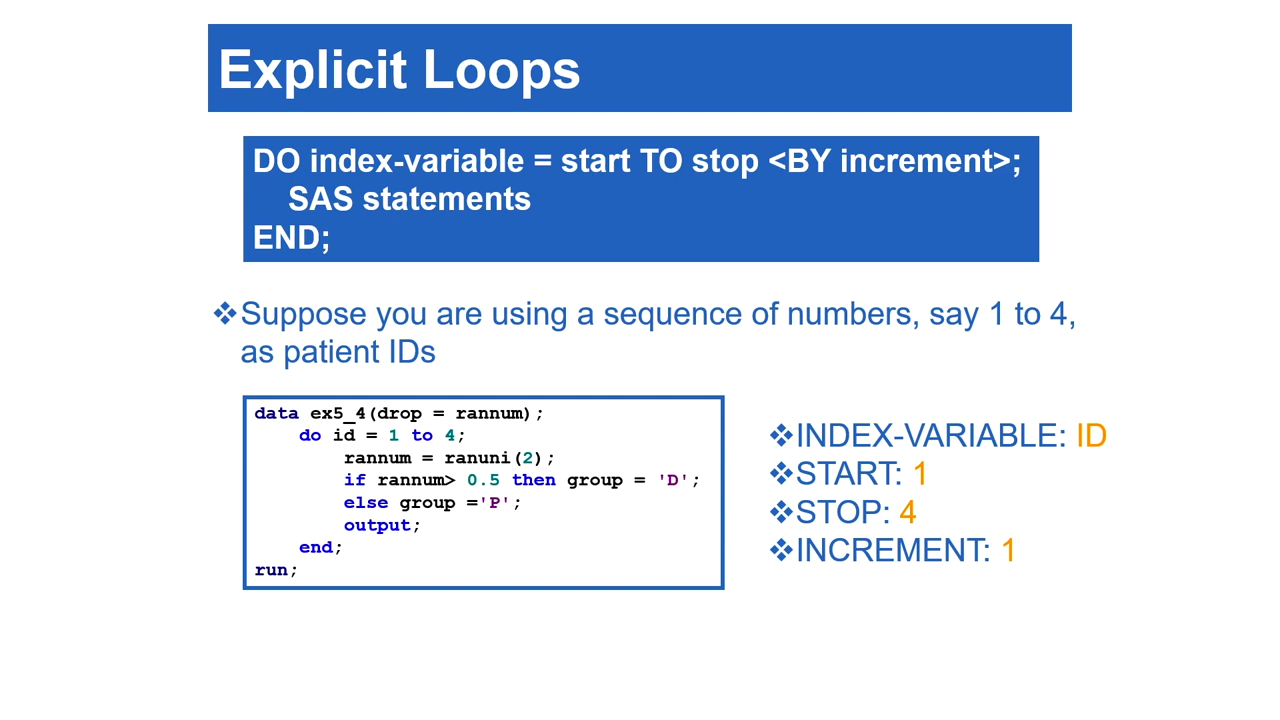 Explicit Loops
DO index-variable = start TO stop <BY increment>;
SAS statements
END;
❖Suppose you are using a sequence of numbers, say 1 to 4,
as patient IDs
data ex5_4(drop = rannum);
do id = 1 to 4;
rannum = ranuni(2);
if rannum> 0.5 then group = 'D';
else group ='P';
output;
end;
run;
❖INDEX-VARIABLE: ID
❖START: 1
❖STOP: 4
❖INCREMENT: 1